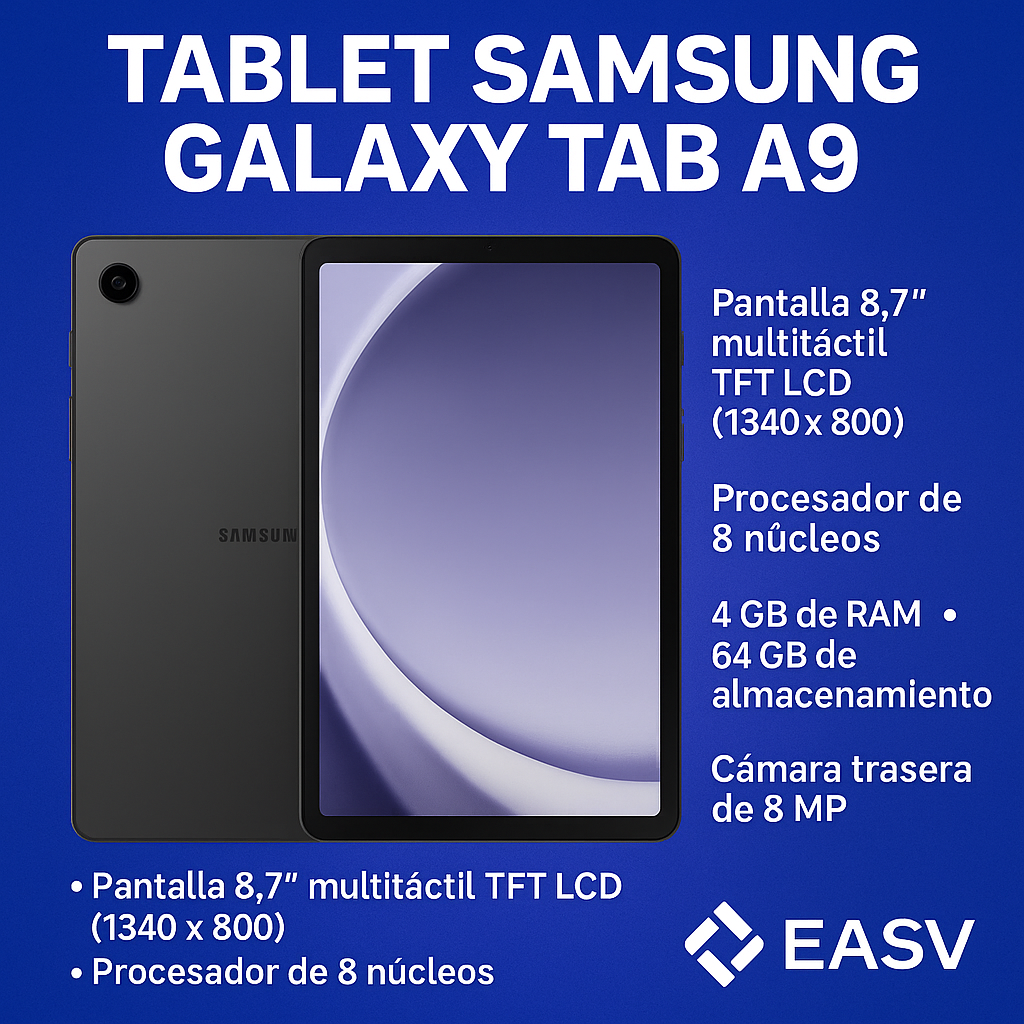 TABLET SAMSUNG
GALAXY TAB A9
SAMSUN
Pantalla 8,7″
multitáctil
TFT LCD
(1340 x 800)
Procesador de
8 nûcleos
4 GB de RAM •
64 GB de
almacenamiento
Cámara trasera
de 8 MP
• Pantalla 8,7″ multitáctil TFT LCD
(1340 x 800)
• Procesador de 8 núcleos
EASV